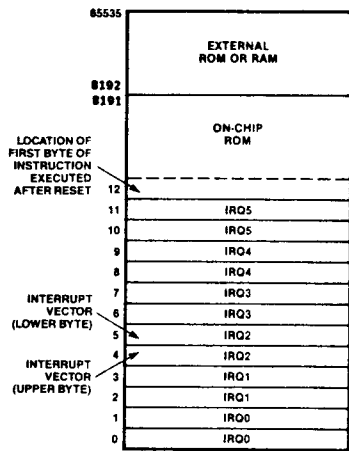 65535
EXTERNAL
ROM OR RAM
8192
8191
ON-CHIP
ROM
LOCATION OF
FIRST BYTE OF
INSTRUCTION
EXECUTED
AFTER RESET
12
11 IRQ5
10 IRQ5
9 IRQ4
8 IRQ4
7 IRQ3
INTERRUPT
VECTOR
(LOWER BYTE)
6 IRQ3
5 IRQ2
4 IRQ2
INTERRUPT
VECTOR
(UPPER BYTE)
3 IRQ1
2 IRQ1
1 IRQ0
0 IRQ0